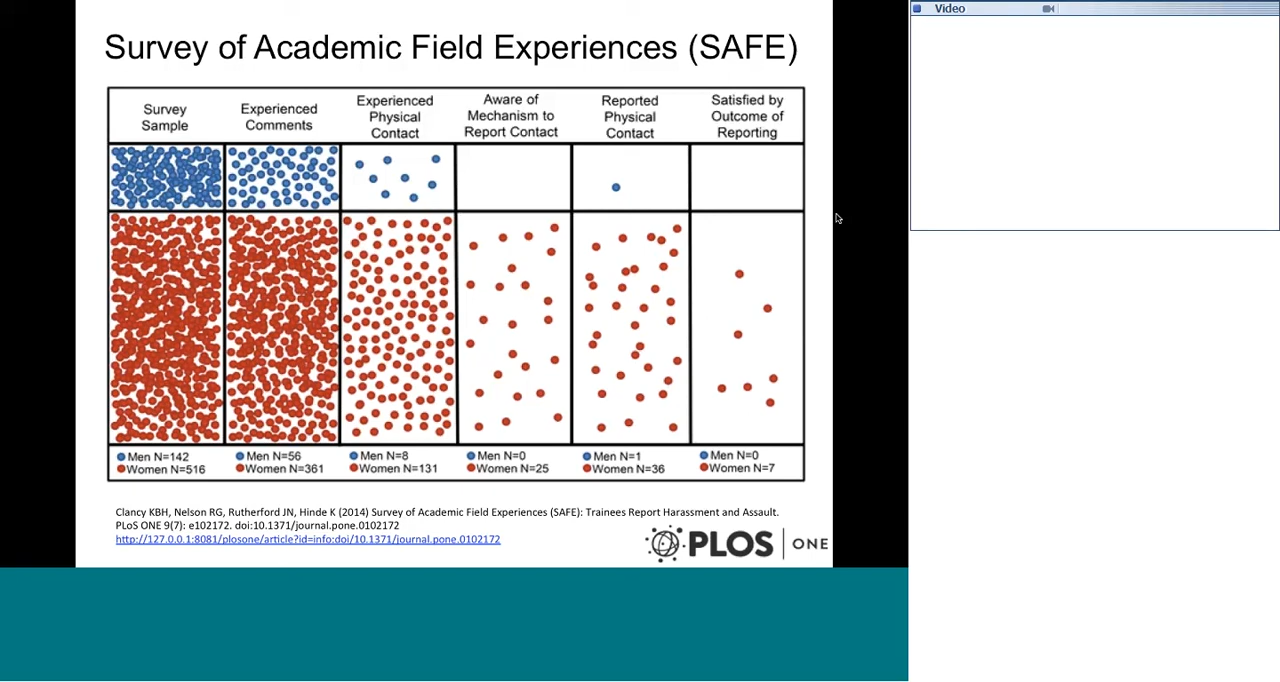 Video
Survey of Academic Field Experiences (SAFE)
Survey
Sample
Experienced
Comments
Experienced
Physical
Contact
Aware of
Mechanism to
Report Contact
Reported
Physical
Contact
Satisfied by
Outcome of
Reporting
Men N=142
Women N=516
Men N=56
Women N=361
Men N=8
Women N=131
Men N=0
Women N=25
Men N=1
Women N=36
Men N=0
Women N=7
Clancy KBH, Nelson RG, Rutherford JN, Hinde K (2014) Survey of Academic Field Experiences (SAFE): Trainees Report Harassment and Assault.
PLoS ONE 9(7): e102172. doi:10.1371/journal.pone.0102172
http://127.0.0.1:8081/plosone/article?id=info:doi/10.1371/journal.pone.0102172
PLOS | ONE